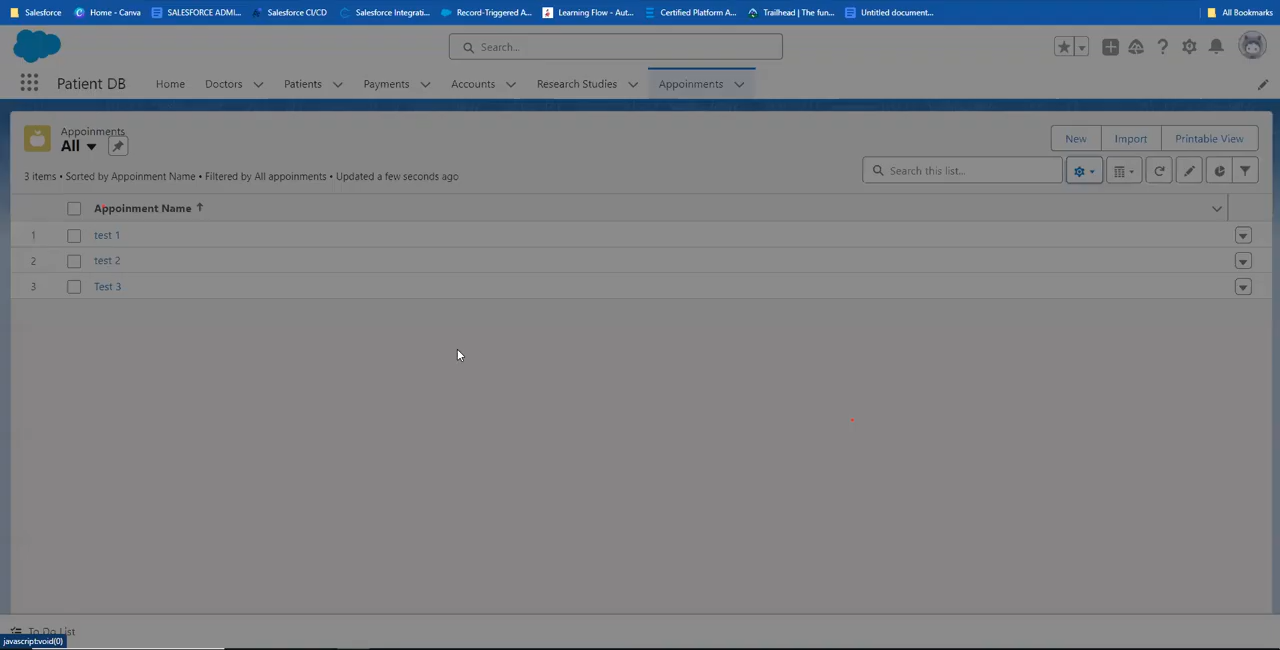 Salesforce Home - Canva SALESFORCE ADMI... Salesforce CI/CD Salesforce Integrati... Record-Triggered A... Learning Flow - Aut... Certified Platform A... Trailhead | The fun... Untitled document... All Bookmarks
Search...
Patient DB Home Doctors Patients Payments Accounts Research Studies Appoinments
Appoinments
All
New Import Printable View
3 items • Sorted by Appoinment Name • Filtered by All appoinments • Updated a few seconds ago
Search this list...
Appoinment Name
1 test 1
2 test 2
3 Test 3
To Do List
javascript:void(0)